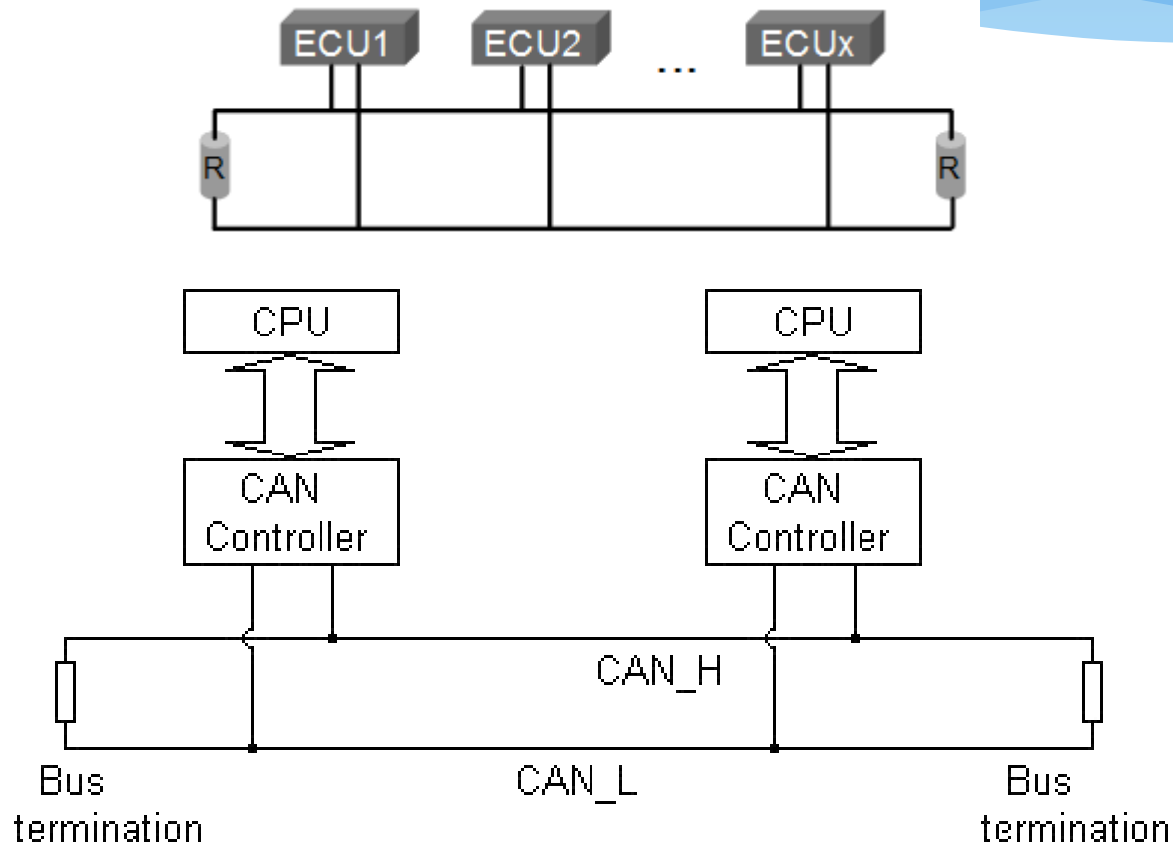 ECU1 ECU2 ... ECUx
R R
CPU CPU
CAN CAN
Controller Controller
CAN_H
CAN_L
Bus Bus
termination termination